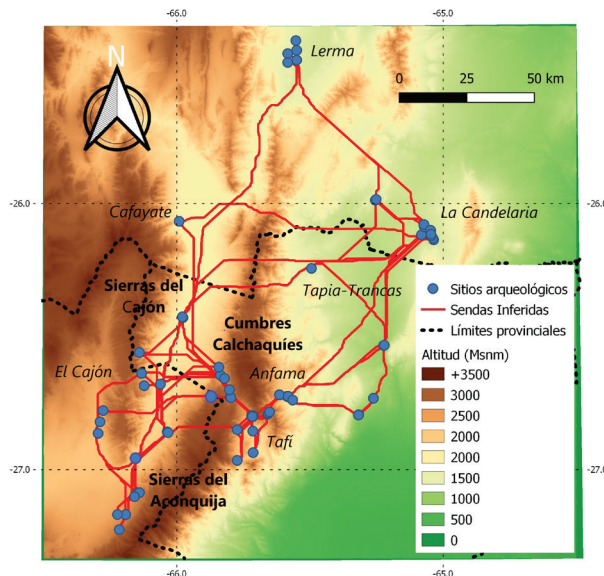 -66.0
-65.0
N
Lerma
0
25
50 km
-26.0
-26.0
Cafayate
La Candelaria
Sierras del
Cajón
Tapia-Trancas
Cumbres
Calchaquíes
El Cajón
Anfama
Tafí
-27.0
-27.0
Sierras del
Aconquija
Sitios arqueológicos
Sendas Inferidas
Límites provinciales
Altitud (Msnm)
+3500
3000
2500
2000
2000
1500
1000
500
0
-66.0
-65.0